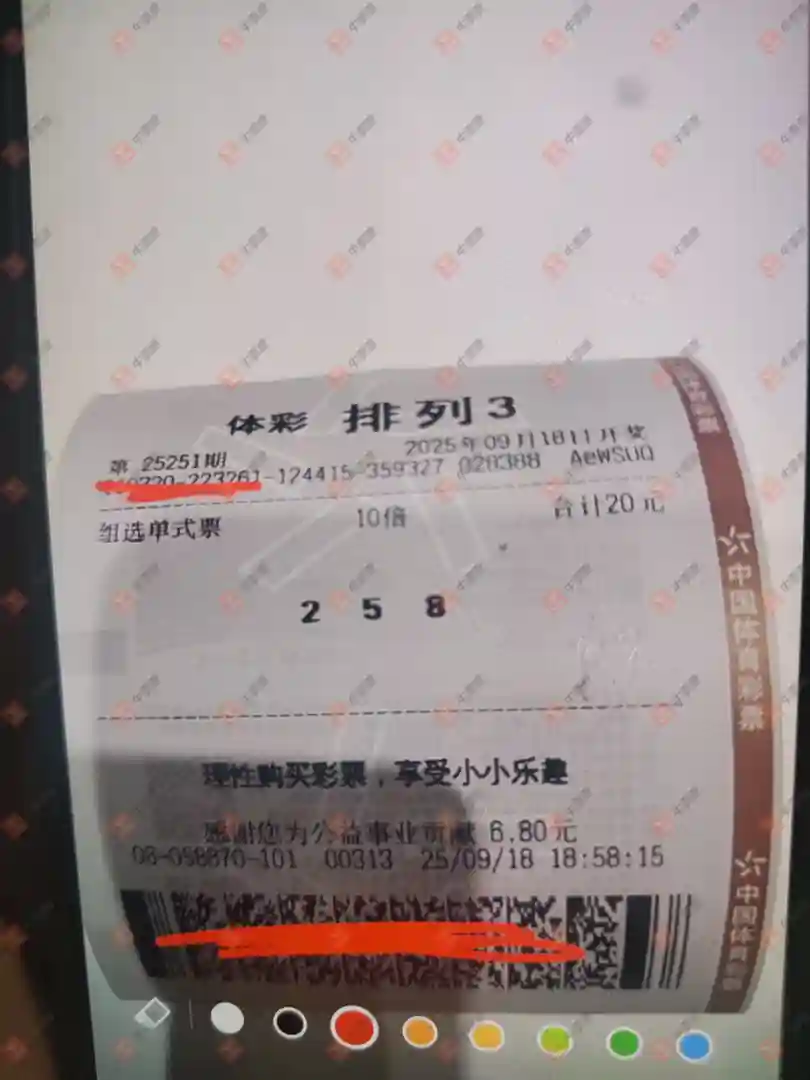 体彩 排列3
第 25251期 2025年09月18日开奖
-124415-359327 028388 AeWSUQ
组选单式票 10倍 合计20元
2 5 8
理性购买彩票，享受小小乐趣
感谢您为公益事业贡献 6.80元
08-058870-101 00313 25/09/18 18:58:15
中国体育彩票
中国体育